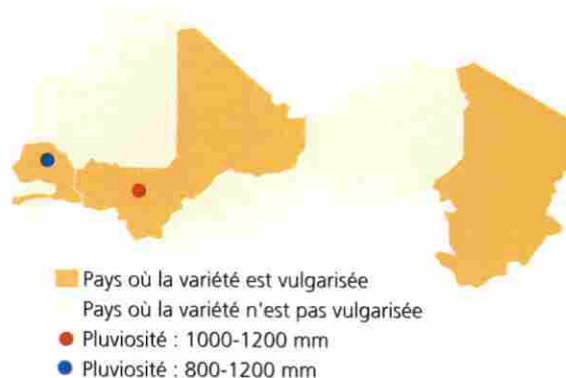 Pays où la variété est vulgarisée
Pays où la variété n'est pas vulgarisée
Pluviosité : 1000-1200 mm
Pluviosité : 800-1200 mm